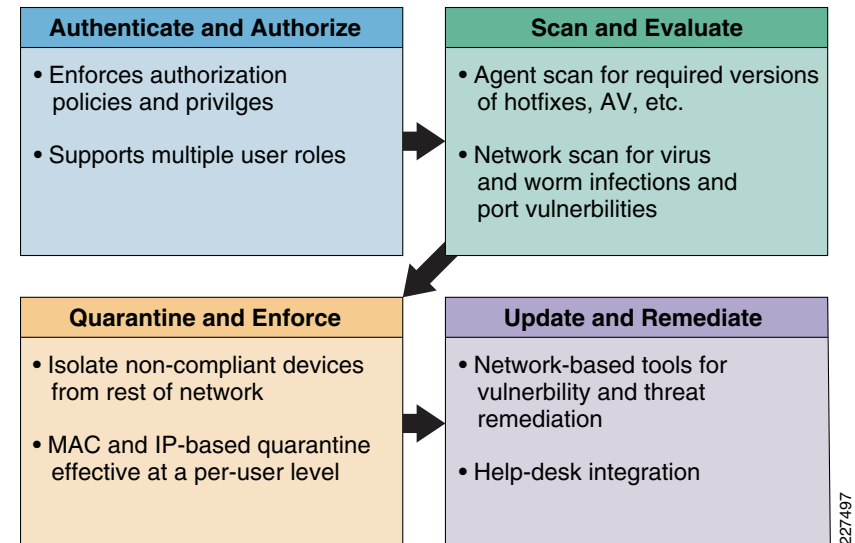 Authenticate and Authorize
• Enforces authorization
policies and privilges
• Supports multiple user roles
Scan and Evaluate
• Agent scan for required versions
of hotfixes, AV, etc.
• Network scan for virus
and worm infections and
port vulnerbilities
Quarantine and Enforce
• Isolate non-compliant devices
from rest of network
• MAC and IP-based quarantine
effective at a per-user level
Update and Remediate
• Network-based tools for
vulnerbility and threat
remediation
• Help-desk integration
227497